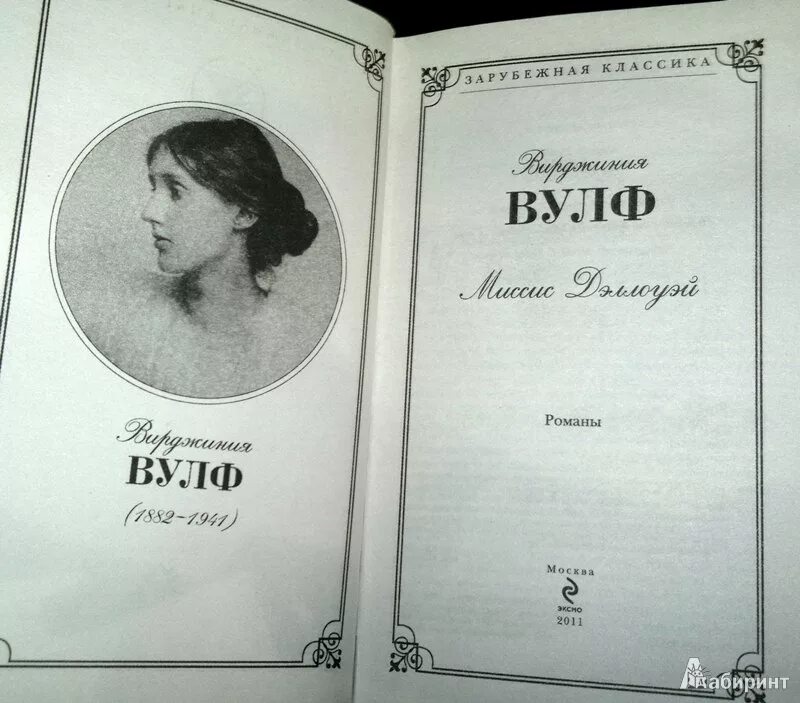 Вирджиния
ВУЛФ
(1882–1941)
ЗАРУБЕЖНАЯ КЛАССИКА
Вирджиния
ВУЛФ
Миссис Дэллоуэй
Романы
Москва
ЭКСМО
2011
Лабиринт